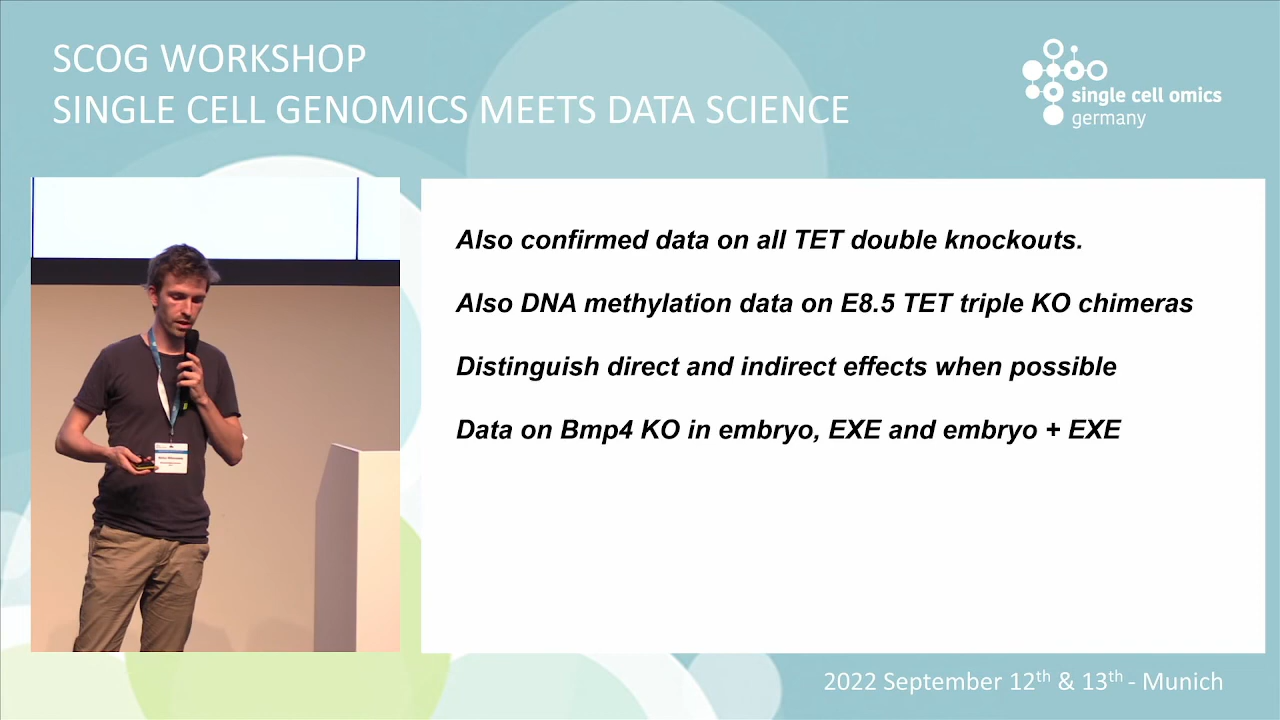 SCOG WORKSHOP
SINGLE CELL GENOMICS MEETS DATA SCIENCE
single cell omics
germany
Also confirmed data on all TET double knockouts.
Also DNA methylation data on E8.5 TET triple KO chimeras
Distinguish direct and indirect effects when possible
Data on Bmp4 KO in embryo, EXE and embryo + EXE
2022 September 12th & 13th - Munich